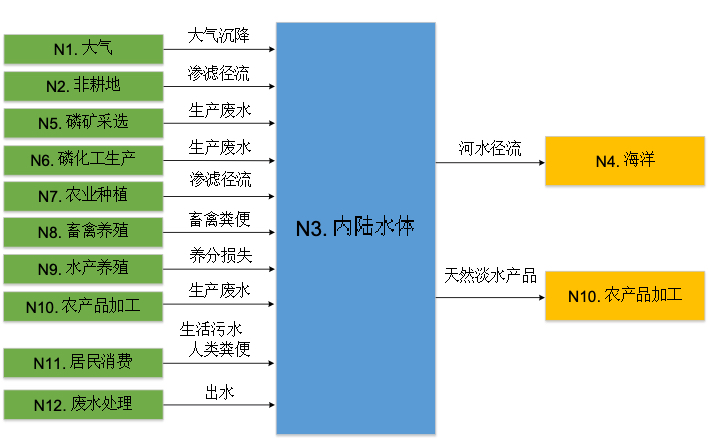 大气沉降
N1. 大气
渗滤径流
N2. 非耕地
生产废水
N5. 磷矿采选
生产废水
N6. 磷化工生产
渗滤径流
N7. 农业种植
畜禽粪便
N8. 畜禽养殖
养分损失
N9. 水产养殖
生产废水
N10. 农产品加工
生活污水
人类粪便
N11. 居民消费
出水
N12. 废水处理
N3. 内陆水体
河水径流
N4. 海洋
天然淡水产品
N10. 农产品加工